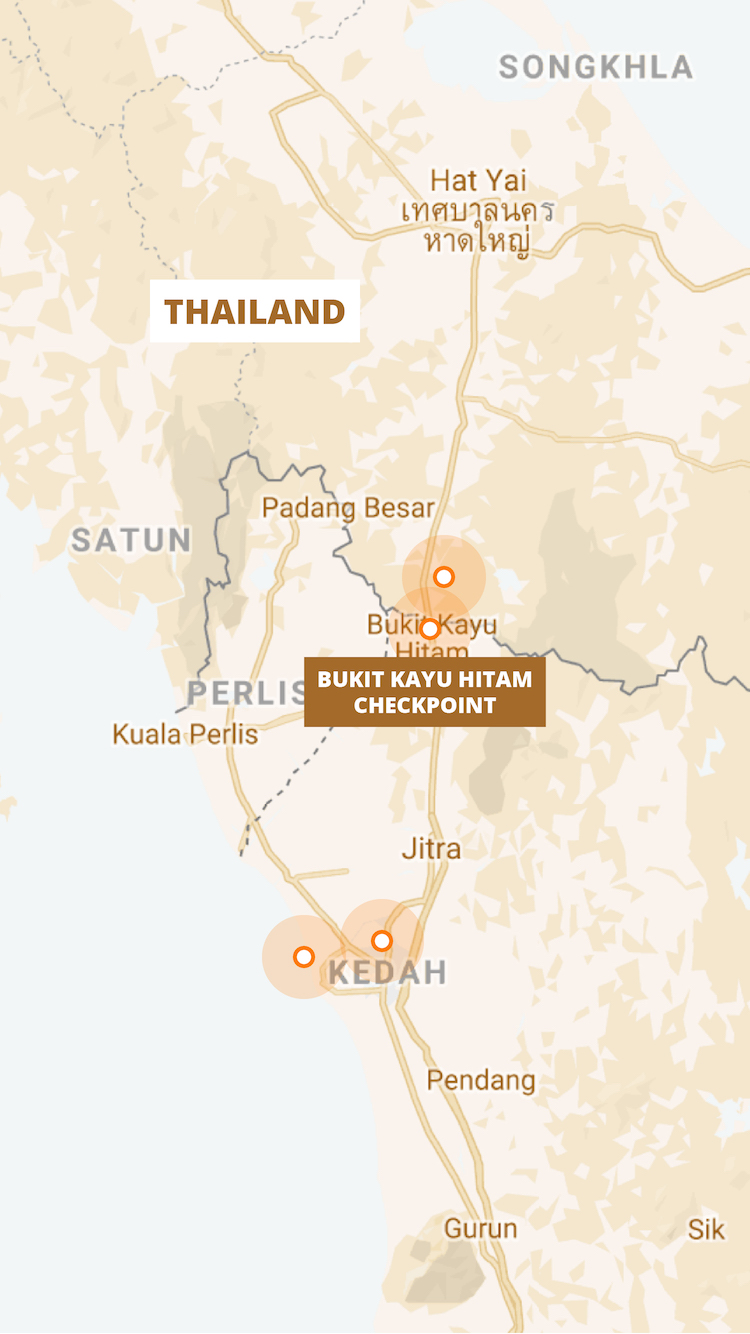 SONGKHLA
Hat Yai
เทศบาลนคร
หาดใหญ่
THAILAND
Padang Besar
SATUN
Bukit Kayu
Hitam
BUKIT KAYU HITAM
CHECKPOINT
PERLIS
Kuala Perlis
Jitra
KEDAH
Pendang
Gurun
Sik